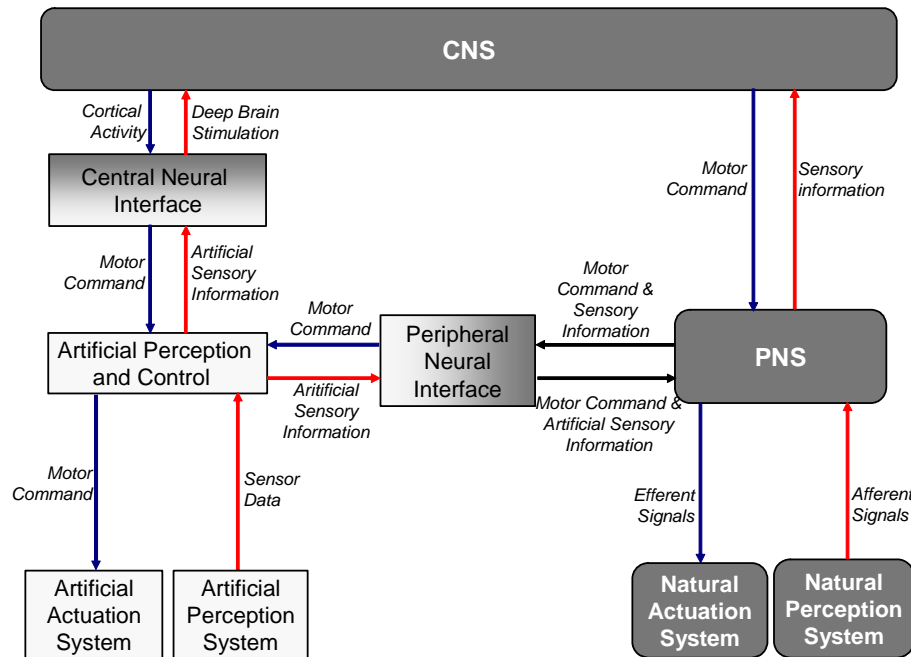 CNS
Cortical
Activity
Deep Brain
Stimulation
Motor
Command
Sensory
information
Central Neural
Interface
Motor
Command
Artificial
Sensory
Information
Motor
Command
Motor
Command &
Sensory
Information
Artificial Perception
and Control
Peripheral
Neural
Interface
PNS
Aritificial
Sensory
Information
Motor Command &
Artificial Sensory
Information
Motor
Command
Sensor
Data
Efferent
Signals
Afferent
Signals
Artificial
Actuation
System
Artificial
Perception
System
Natural
Actuation
System
Natural
Perception
System